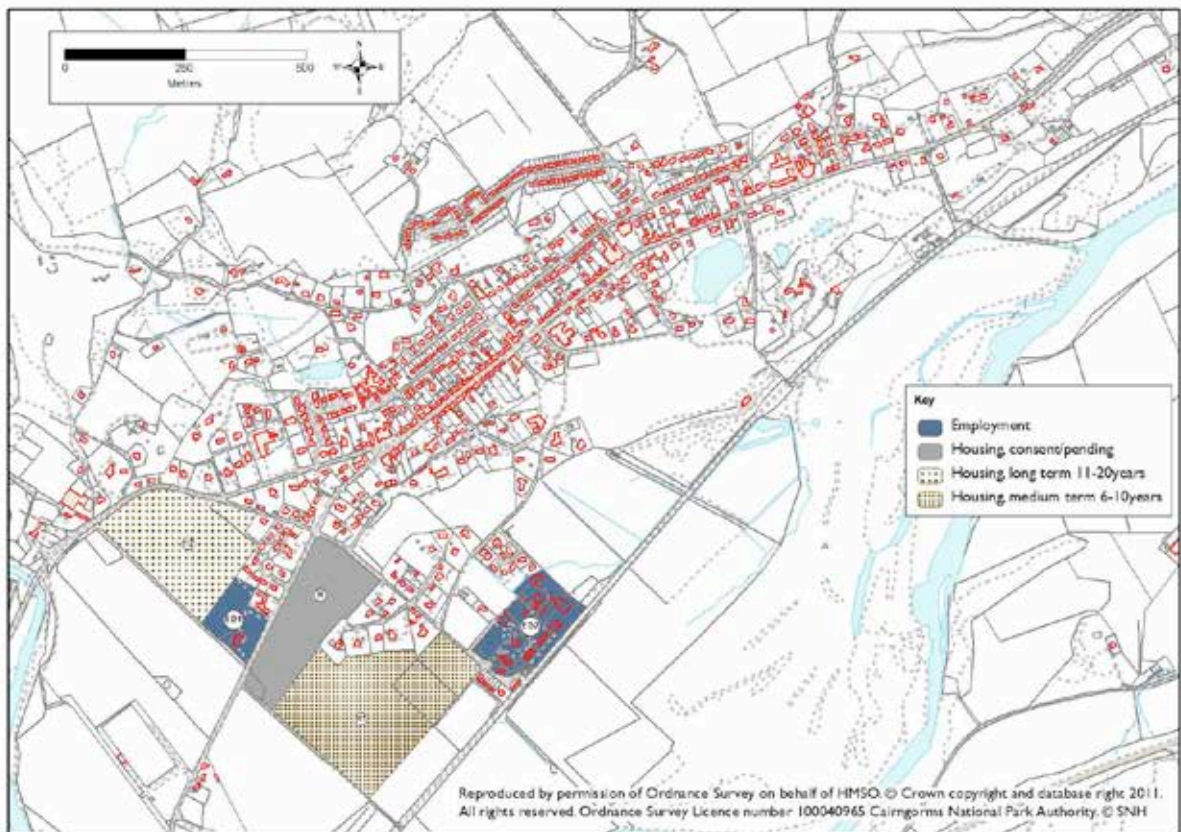 0 250 500
Metres
N
Key
Employment
Housing, consent/pending
Housing, long term 11-20years
Housing, medium term 6-10years
ED1
ED2
Reproduced by permission of Ordnance Survey on behalf of HMSO. © Crown copyright and database right 2011.
All rights reserved. Ordnance Survey Licence number 100040965 Cairngorms National Park Authority. © SNH